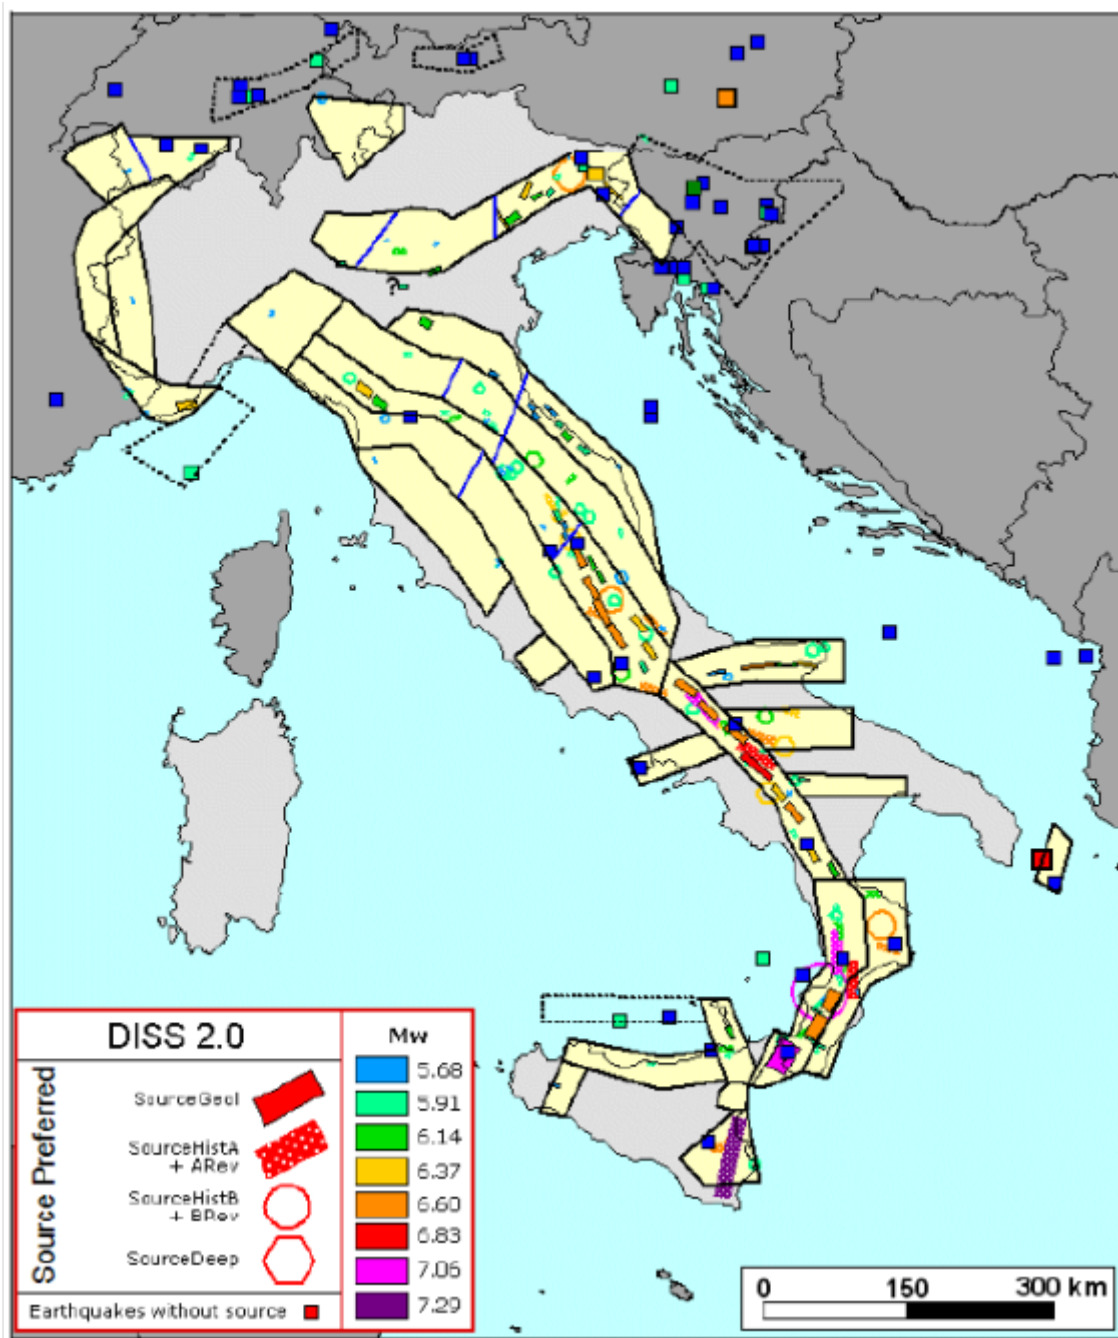 ?
DISS 2.0
Source Preferred
SourceGeol
SourceHistA
+ ARev
SourceHistB
+ BRev
SourceDeep
Earthquakes without source
Mw
5.68
5.91
6.14
6.37
6.60
6.83
7.06
7.29
0 150 300 km